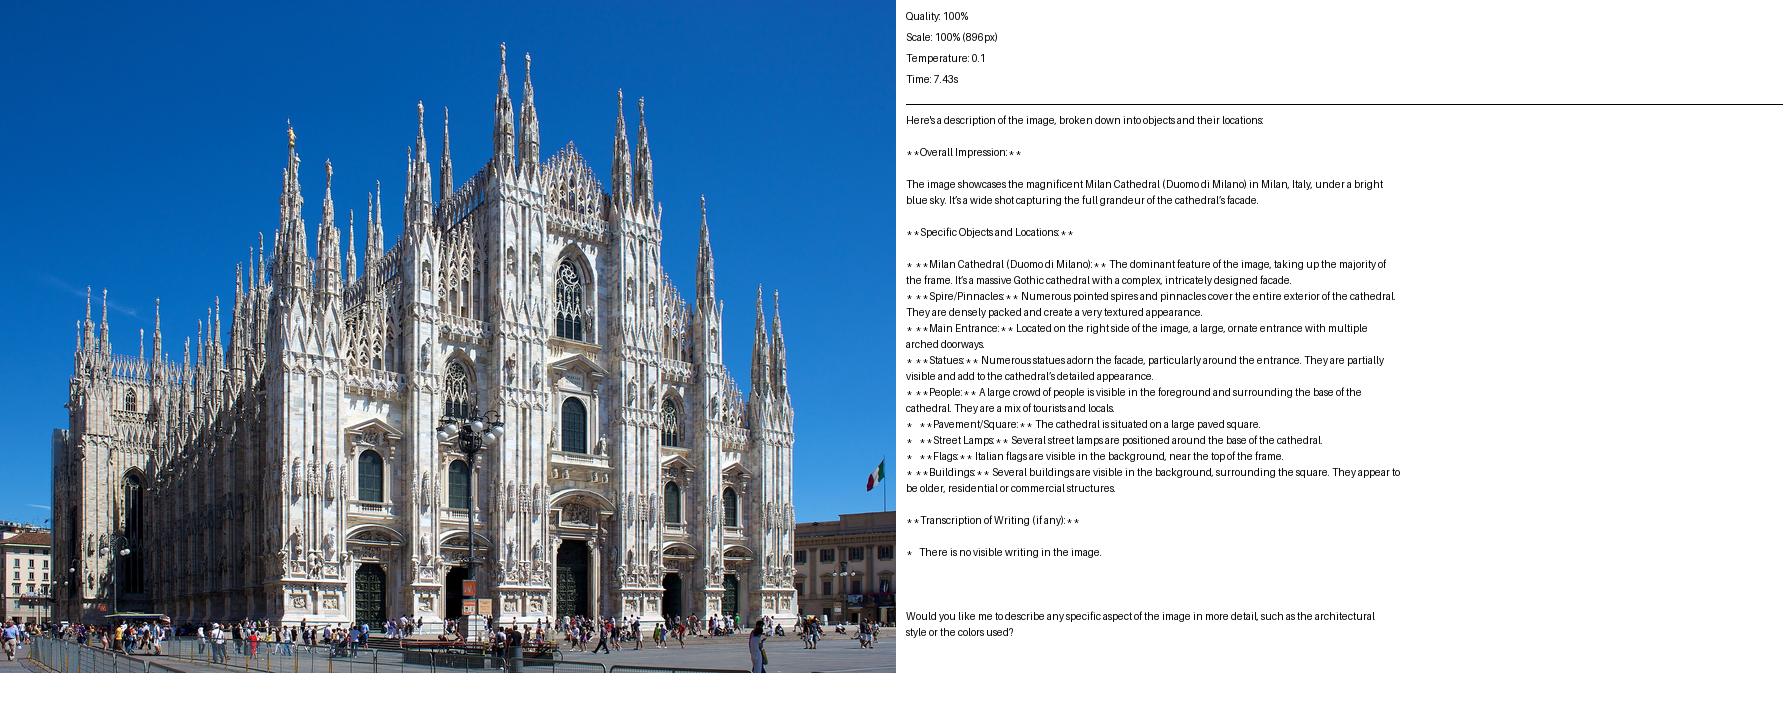 Quality: 100%
Scale: 100% (896px)
Temperature: 0.1
Time: 7.43s
Here's a description of the image, broken down into objects and their locations:
**Overall Impression:**
The image showcases the magnificent Milan Cathedral (Duomo di Milano) in Milan, Italy, under a bright
blue sky. It's a wide shot capturing the full grandeur of the cathedral's facade.
**Specific Objects and Locations:**
* **Milan Cathedral (Duomo di Milano):** The dominant feature of the image, taking up the majority of
the frame. It's a massive Gothic cathedral with a complex, intricately designed facade.
* **Spire/Pinnacles:** Numerous pointed spires and pinnacles cover the entire exterior of the cathedral.
They are densely packed and create a very textured appearance.
* **Main Entrance:** Located on the right side of the image, a large, ornate entrance with multiple
arched doorways.
* **Statues:** Numerous statues adorn the facade, particularly around the entrance. They are partially
visible and add to the cathedral's detailed appearance.
* **People:** A large crowd of people is visible in the foreground and surrounding the base of the
cathedral. They are a mix of tourists and locals.
* **Pavement/Square:** The cathedral is situated on a large paved square.
* **Street Lamps:** Several street lamps are positioned around the base of the cathedral.
* **Flags:** Italian flags are visible in the background, near the top of the frame.
* **Buildings:** Several buildings are visible in the background, surrounding the square. They appear to
be older, residential or commercial structures.
**Transcription of Writing (if any):**
* There is no visible writing in the image.
Would you like me to describe any specific aspect of the image in more detail, such as the architectural
style or the colors used?